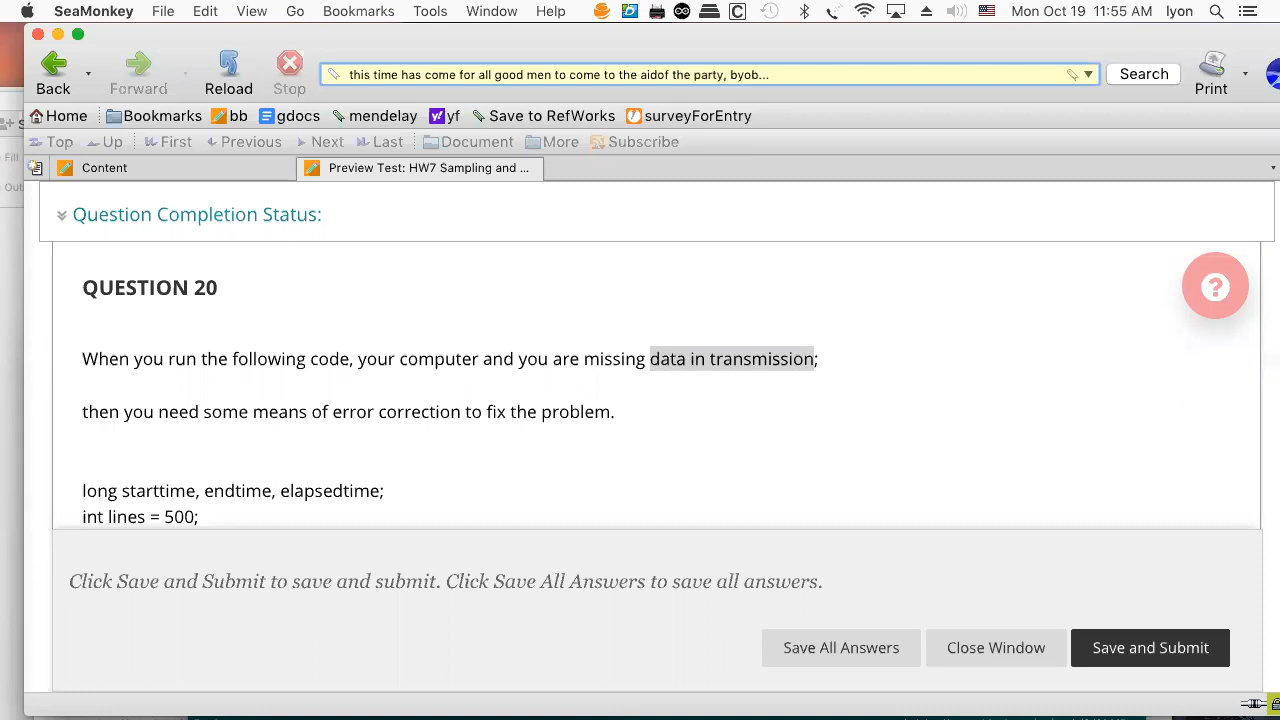 SeaMonkey File Edit View Go Bookmarks Tools Window Help Mon Oct 19 11:55 AM lyon
Back Forward Reload Stop this time has come for all good men to come to the aidof the party, byob... Search Print
Home Bookmarks bb gdocs mendelay yf Save to RefWorks surveyForEntry
Top Up First Previous Next Last Document More Subscribe
Content Preview Test: HW7 Sampling and ...
Fill
Out
Question Completion Status:
QUESTION 20
When you run the following code, your computer and you are missing data in transmission;
then you need some means of error correction to fix the problem.
long starttime, endtime, elapsedtime;
int lines = 500;
Click Save and Submit to save and submit. Click Save All Answers to save all answers.
Save All Answers Close Window Save and Submit